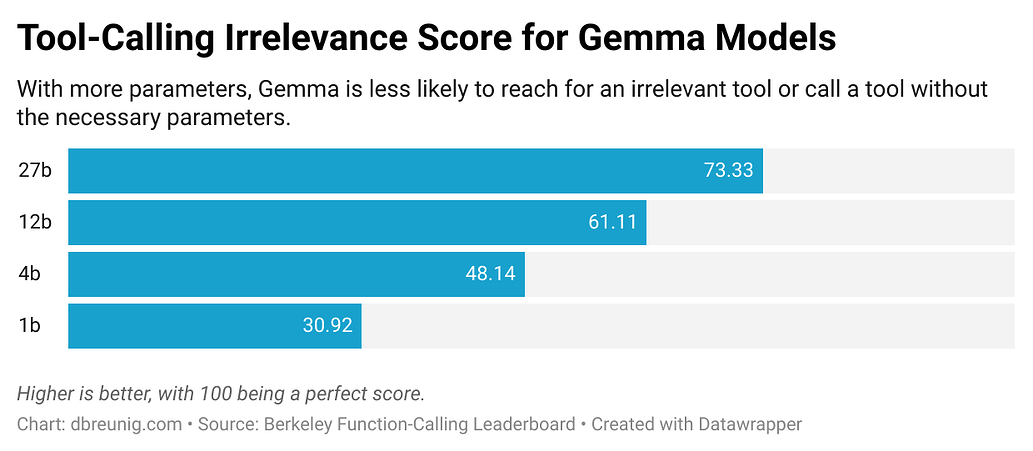 Tool-Calling Irrelevance Score for Gemma Models
With more parameters, Gemma is less likely to reach for an irrelevant tool or call a tool without
the necessary parameters.
27b 73.33
12b 61.11
4b 48.14
1b 30.92
Higher is better, with 100 being a perfect score.
Chart: dbreunig.com • Source: Berkeley Function-Calling Leaderboard • Created with Datawrapper